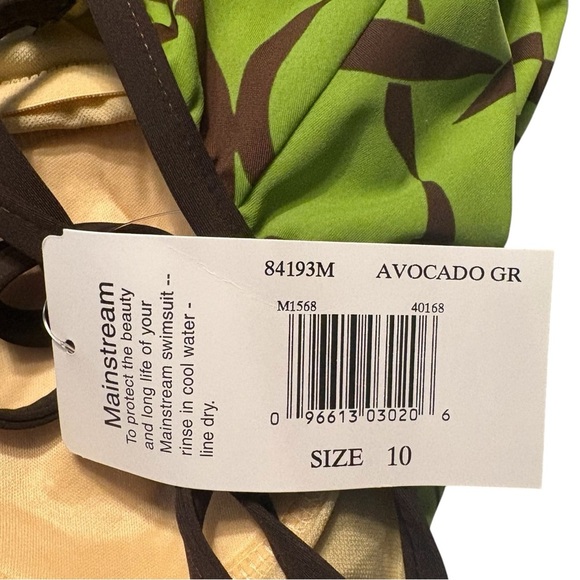 Mainstream
To protect the beauty
and long life of your
Mainstream swimsuit --
rinse in cool water -
line dry.
84193M AVOCADO GR
M1568 40168
0 96613 03020 6
SIZE 10